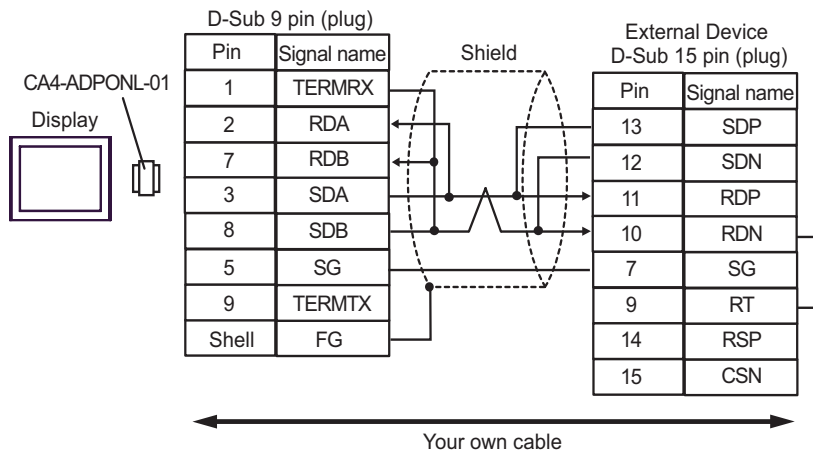 D-Sub 9 pin (plug)
Pin Signal name
1 TERMRX
2 RDA
7 RDB
3 SDA
8 SDB
5 SG
9 TERMTX
Shell FG
CA4-ADPONL-01
Display
Shield
External Device
D-Sub 15 pin (plug)
Pin Signal name
13 SDP
12 SDN
11 RDP
10 RDN
7 SG
9 RT
14 RSP
15 CSN
Your own cable